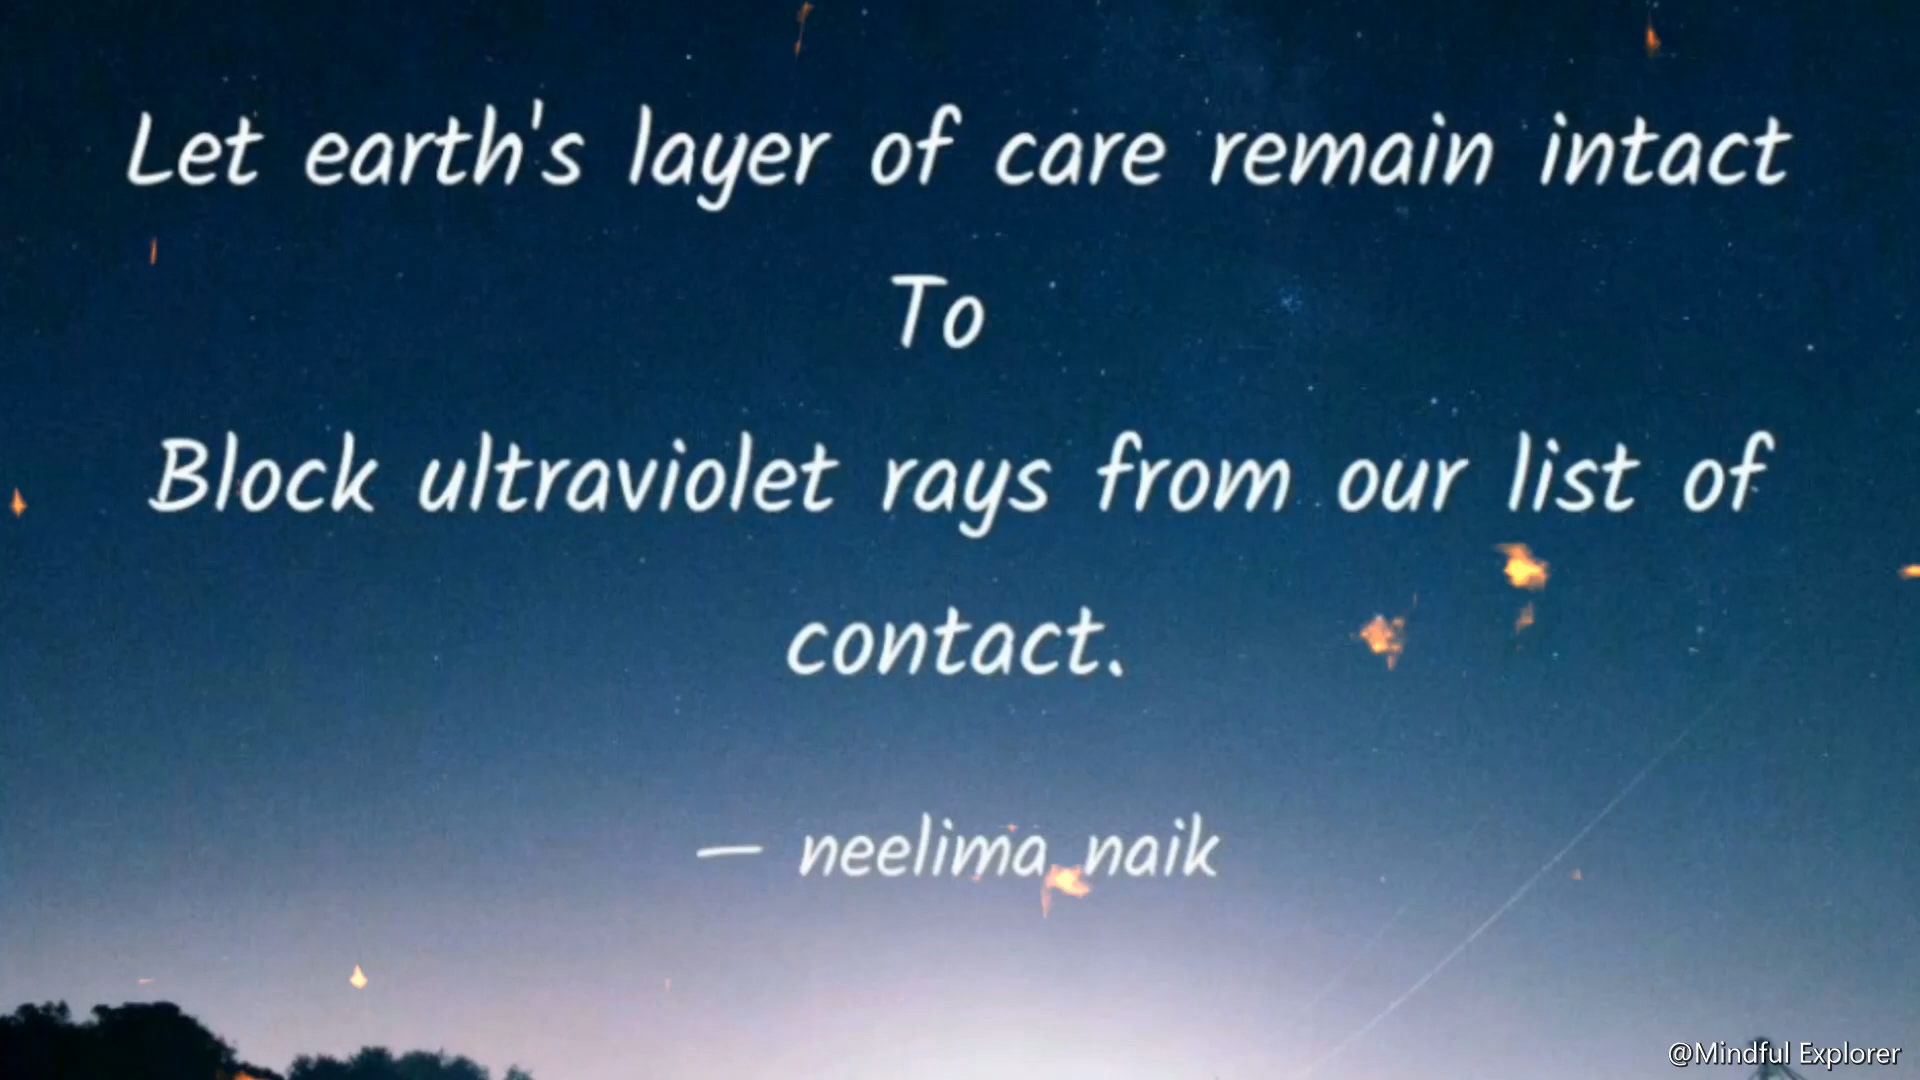 Let earth's layer of care remain intact
To
Block ultraviolet rays from our list of
contact.
— neelima naik
@Mindful Explorer